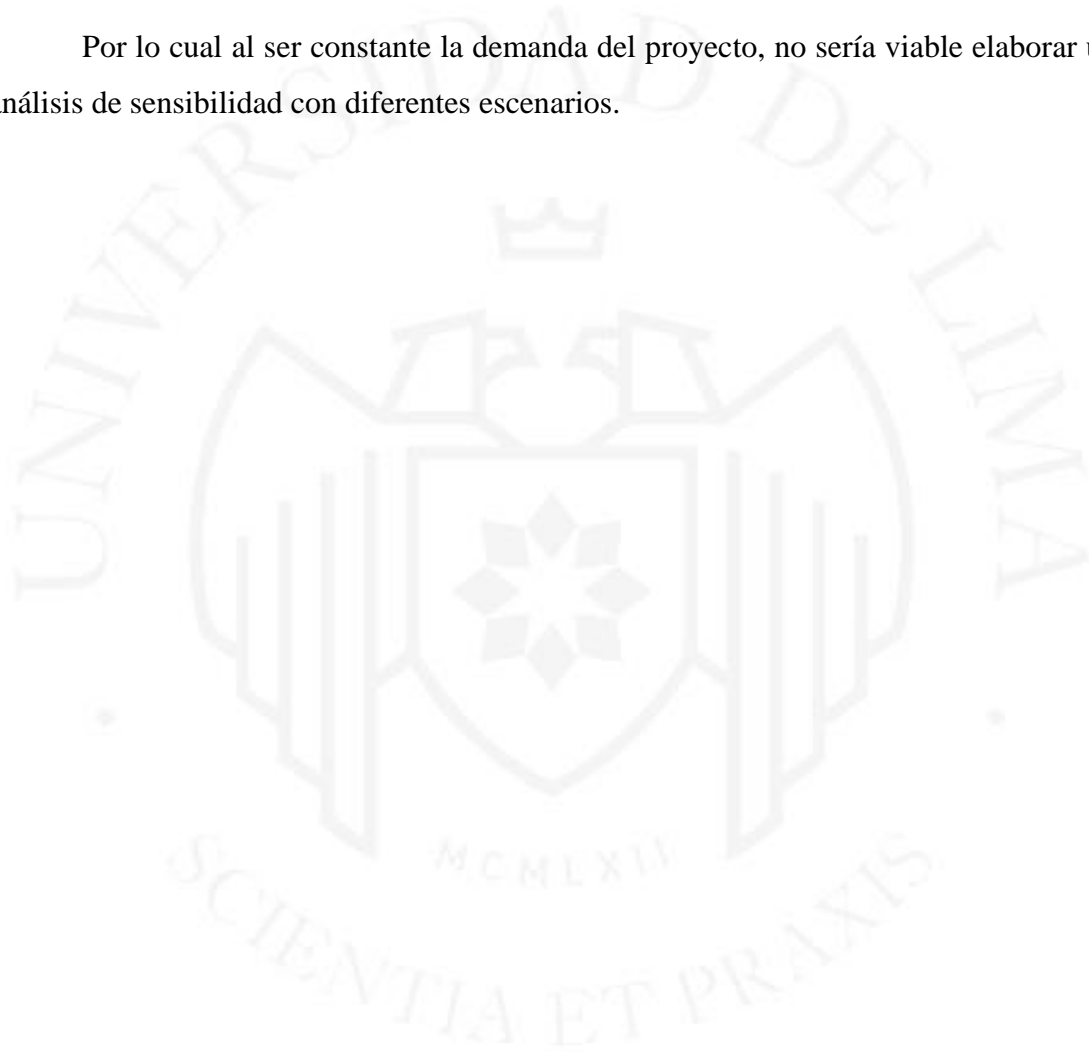 Por lo cual al ser constante la demanda del proyecto, no sería viable elaborar
análisis de sensibilidad con diferentes escenarios.
UNIVERSIDAD DE LIMA
MCMLXII
SCIENTIA ET PRAXIS